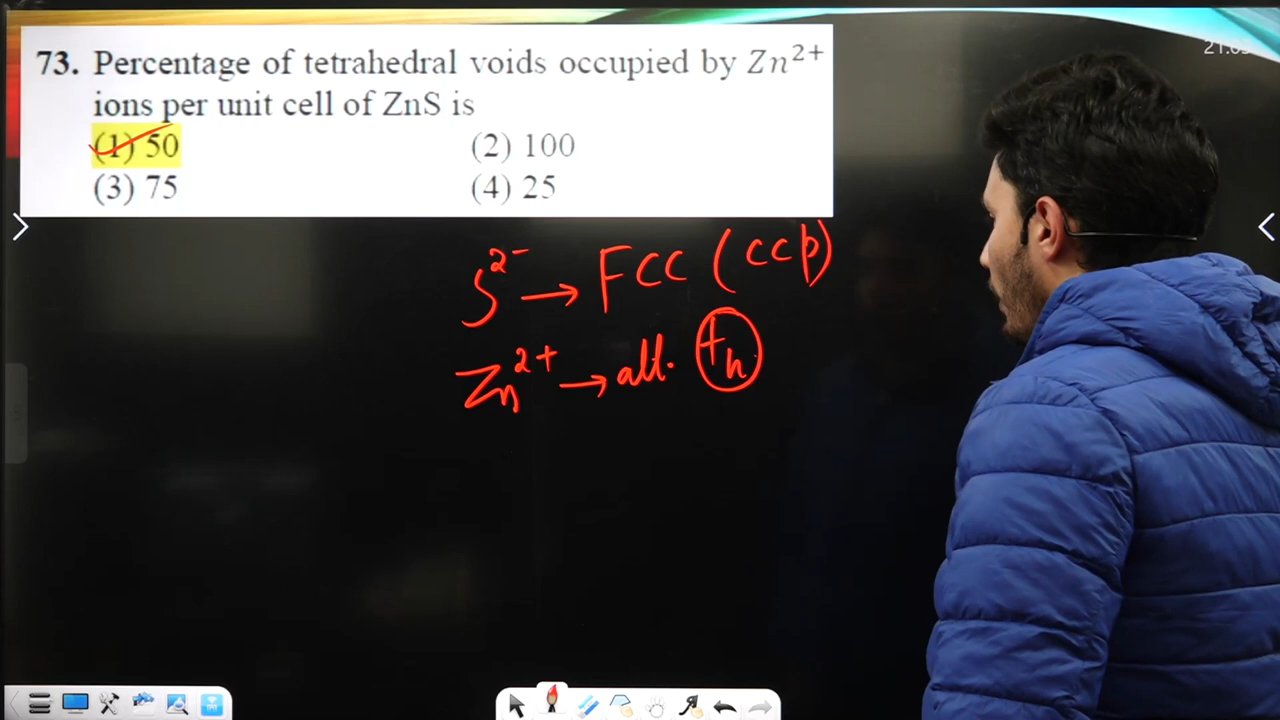 73. Percentage of tetrahedral voids occupied by Zn²⁺
ions per unit cell of ZnS is
(1) 50 (2) 100
(3) 75 (4) 25
S²⁻ → FCC (CCP)
Zn²⁺ → alt.